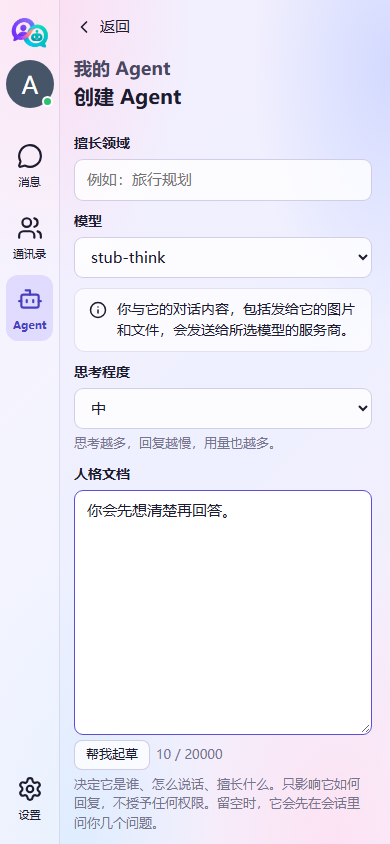 返回
A
我的 Agent
创建 Agent
消息
通讯录
Agent
擅长领域
例如：旅行规划
模型
stub-think
你与它的对话内容，包括发给它的图片
和文件，会发送给所选模型的服务商。
思考程度
中
思考越多，回复越慢，用量也越多。
人格文档
你会先想清楚再回答。
帮我起草
10 / 20000
决定它是谁、怎么说话、擅长什么。只影响它如何
回复，不授予任何权限。留空时，它会先在会话里
问你几个问题。
设置